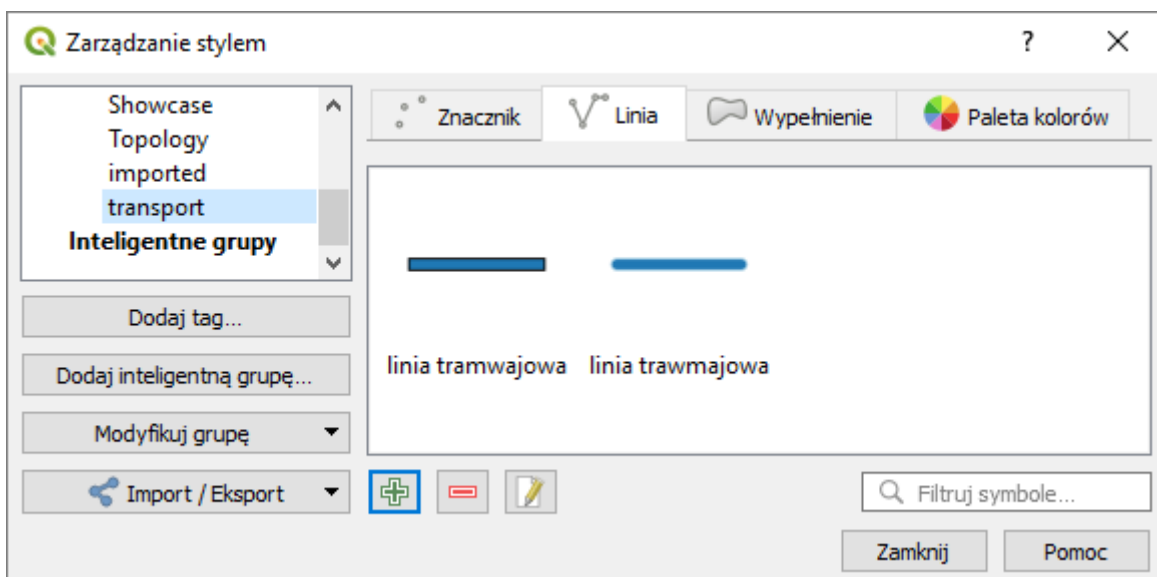 Zarządzanie stylem
?
Showcase
Topology
imported
transport
Inteligentne grupy
Dodaj tag...
Dodaj inteligentną grupę...
Modyfikuj grupę
Import / Eksport
Znacznik
Linia
Wypełnienie
Paleta kolorów
linia tramwajowa
linia trawmajowa
Filtruj symbole...
Zamknij
Pomoc